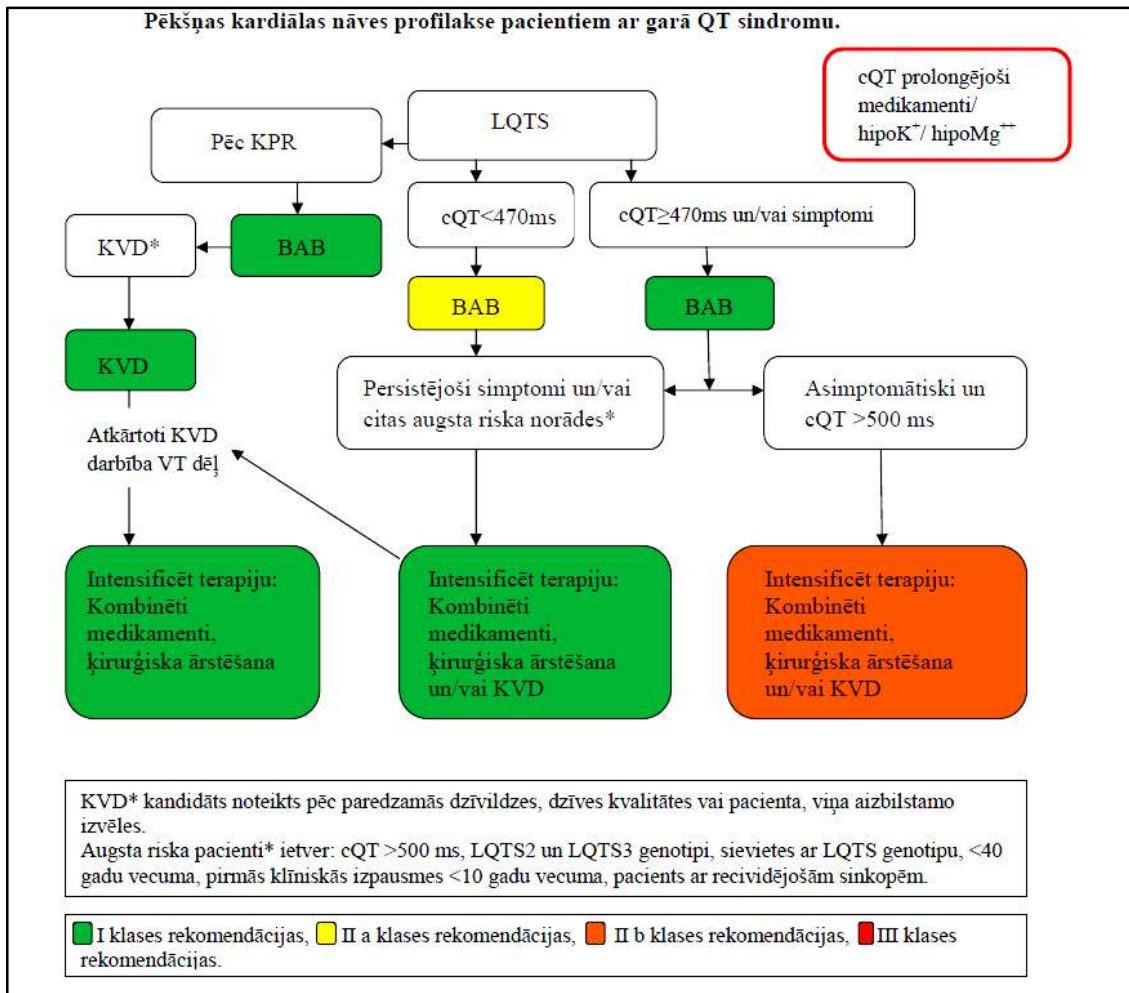 Pēkšņas kardiālas nāves profilakse pacientiem ar garā QT sindromu.
cQT prolongējoši
medikamenti/
hipoK⁺/ hipoMg⁺⁺
LQTS
Pēc KPR
cQT<470ms
cQT≥470ms un/vai simptomi
KVD*
BAB
BAB
BAB
KVD
Persistējoši simptomi un/vai
citas augsta riska norādes*
Asimptomātiski un
cQT >500 ms
Atkārtoti KVD
darbība VT dēļ
Intensificēt terapiju:
Kombinēti
medikamenti,
ķirurģiska ārstēšana
Intensificēt terapiju:
Kombinēti
medikamenti,
ķirurģiska ārstēšana
un/vai KVD
Intensificēt terapiju:
Kombinēti
medikamenti,
ķirurģiska ārstēšana
un/vai KVD
KVD* kandidāts noteikts pēc paredzamās dzīvildzes, dzīves kvalitātes vai pacienta, viņa aizbilstamo
izvēles.
Augsta riska pacienti* ietver: cQT >500 ms, LQTS2 un LQTS3 genotipi, sievietes ar LQTS genotipu, <40
gadu vecuma, pirmās klīniskās izpausmes <10 gadu vecuma, pacients ar recividējošām sinkopēm.
I klases rekomendācijas, II a klases rekomendācijas, II b klases rekomendācijas, III klases
rekomendācijas.